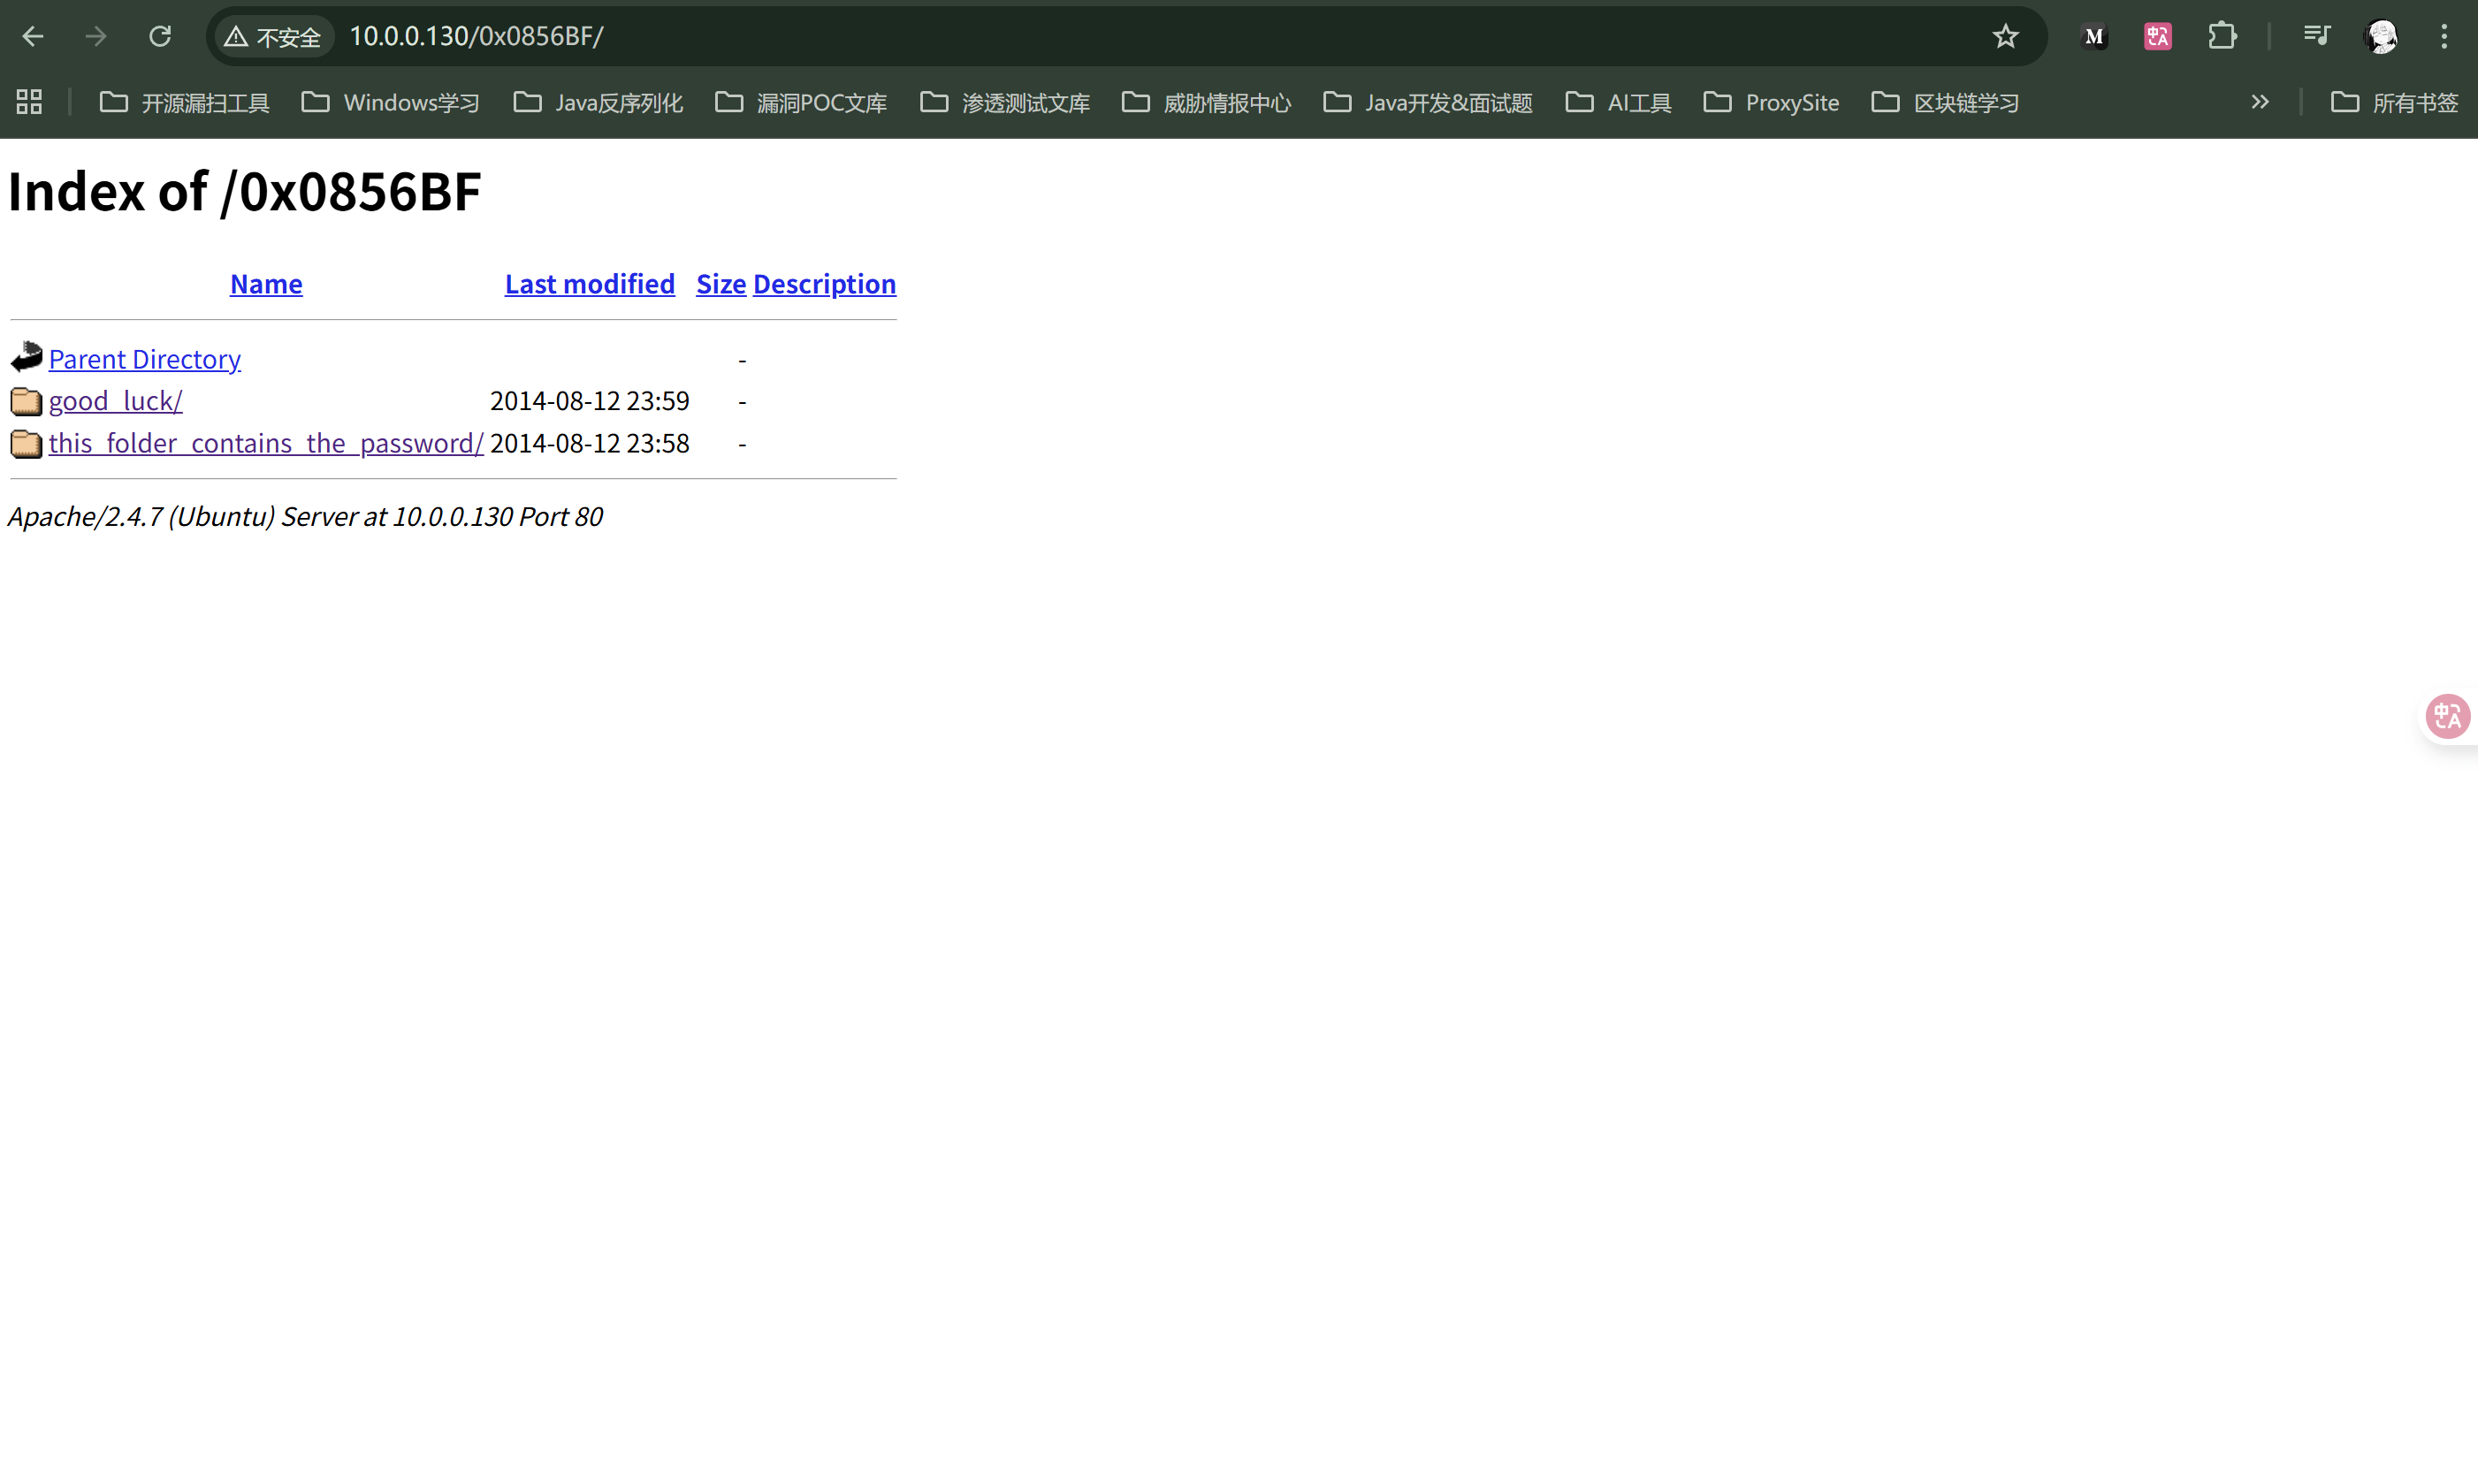 不安全 10.0.0.130/0x0856BF/
开源漏扫工具 Windows学习 Java反序列化 漏洞POC文库 渗透测试文库 威胁情报中心 Java开发&面试题 AI工具 ProxySite 区块链学习 所有书签
Index of /0x0856BF
Name Last modified Size Description
Parent Directory -
good_luck/ 2014-08-12 23:59 -
this_folder_contains_the_password/ 2014-08-12 23:58 -
Apache/2.4.7 (Ubuntu) Server at 10.0.0.130 Port 80